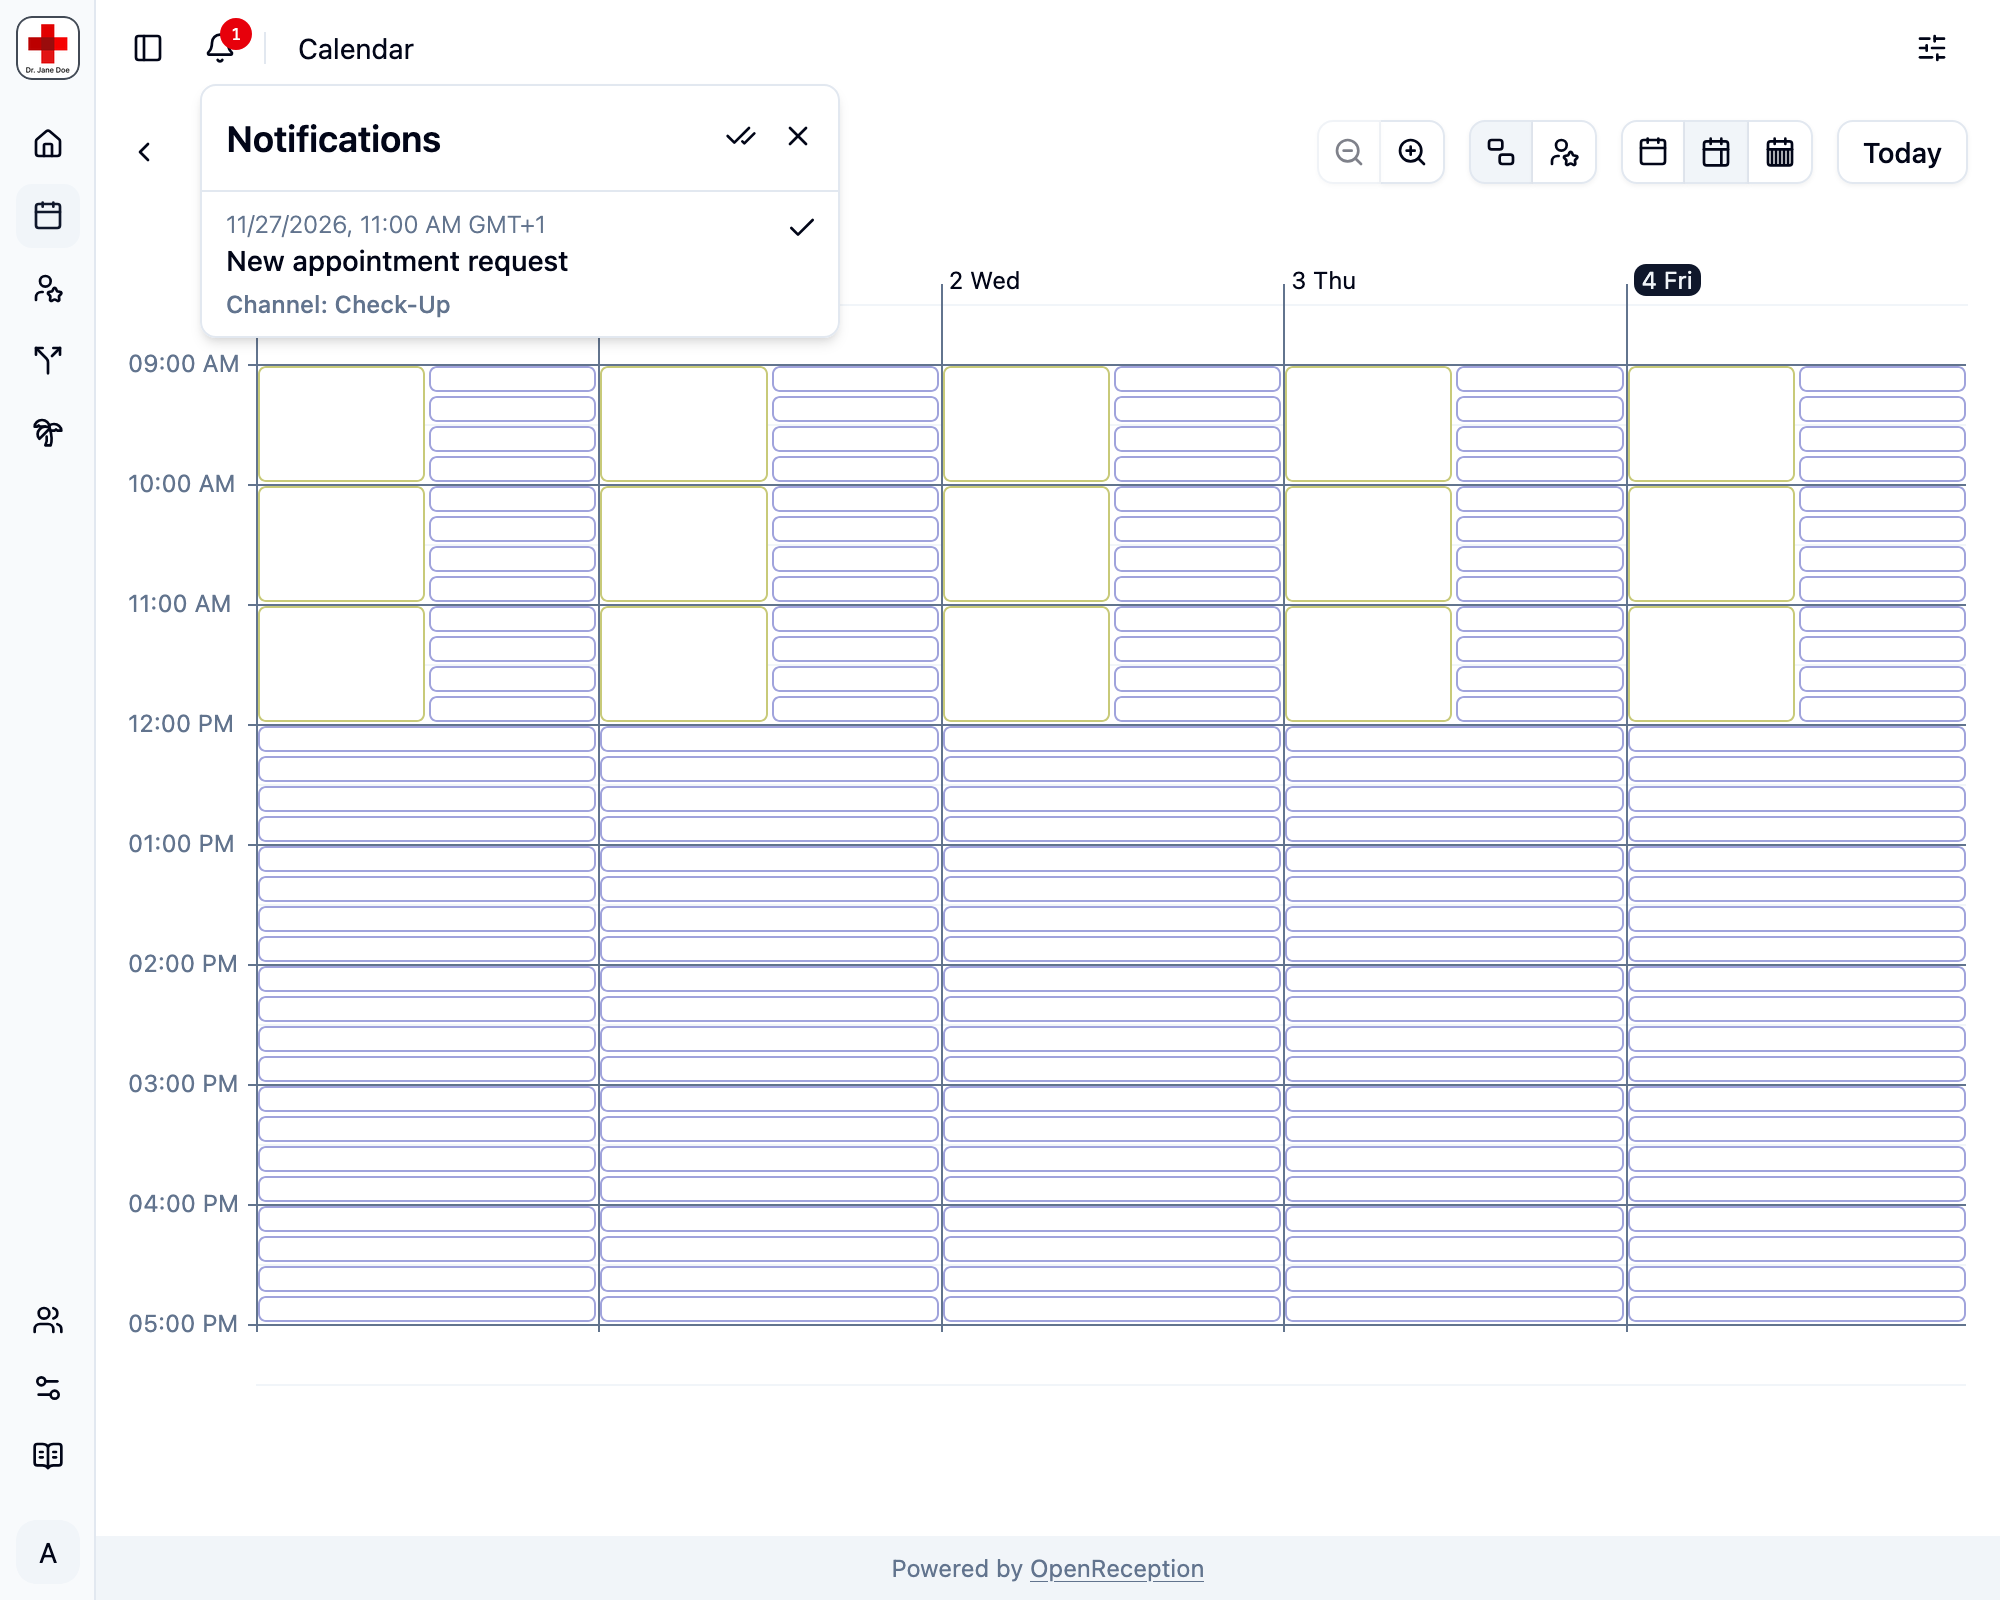 Dr. Jane Doe
1
Calendar
Notifications
11/27/2026, 11:00 AM GMT+1
New appointment request
Channel: Check-Up
Today
2 Wed
3 Thu
4 Fri
09:00 AM
10:00 AM
11:00 AM
12:00 PM
01:00 PM
02:00 PM
03:00 PM
04:00 PM
05:00 PM
A
Powered by OpenReception